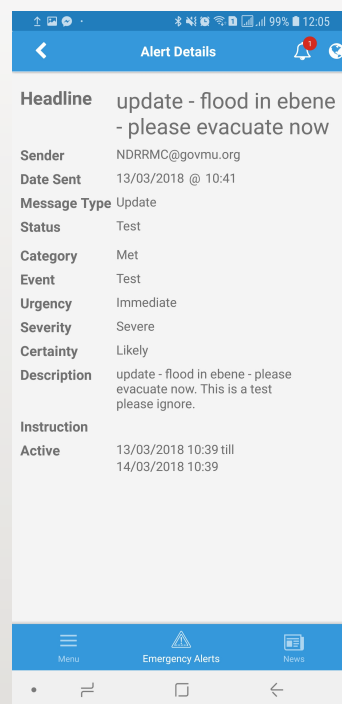 99% 12:05
Alert Details
1
Headline update - flood in ebene
- please evacuate now
Sender NDRRMC@govmu.org
Date Sent 13/03/2018 @ 10:41
Message Type Update
Status Test
Category Met
Event Test
Urgency Immediate
Severity Severe
Certainty Likely
Description update - flood in ebene - please
evacuate now. This is a test
please ignore.
Instruction
Active 13/03/2018 10:39 till
14/03/2018 10:39
Menu Emergency Alerts News